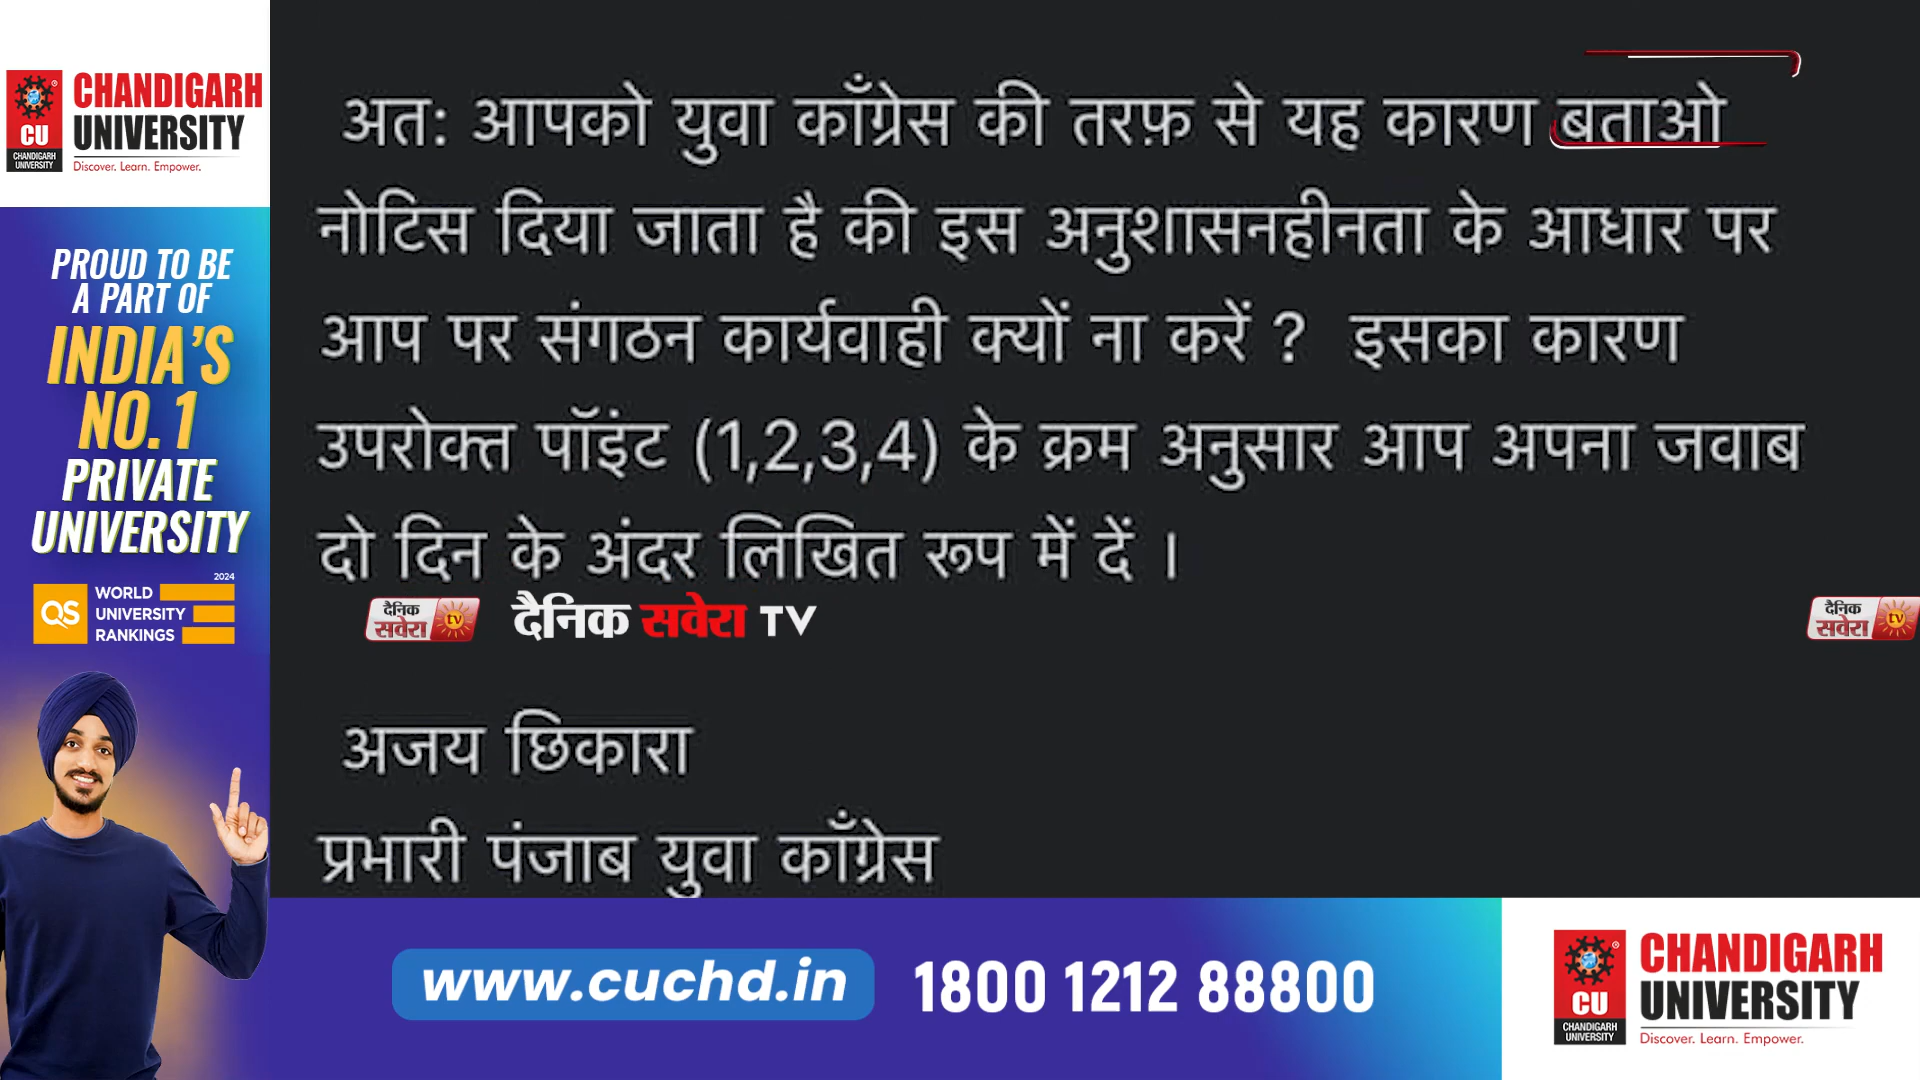 CHANDIGARH
UNIVERSITY
Discover. Learn. Empower.
CU
CHANDIGARH
UNIVERSITY
PROUD TO BE
A PART OF
INDIA'S
NO. 1
PRIVATE
UNIVERSITY
2024
QS
WORLD
UNIVERSITY
RANKINGS
अतः आपको युवा काँग्रेस की तरफ़ से यह कारण बताओ
नोटिस दिया जाता है की इस अनुशासनहीनता के आधार पर
आप पर संगठन कार्यवाही क्यों ना करें ? इसका कारण
उपरोक्त पॉइंट (1,2,3,4) के क्रम अनुसार आप अपना जवाब
दो दिन के अंदर लिखित रूप में दें ।
दैनिक सवेरा tv
दैनिक सवेरा TV
दैनिक सवेरा tv
अजय छिकारा
प्रभारी पंजाब युवा काँग्रेस
www.cuchd.in
1800 1212 88800
CU
CHANDIGARH
UNIVERSITY
CHANDIGARH
UNIVERSITY
Discover. Learn. Empower.